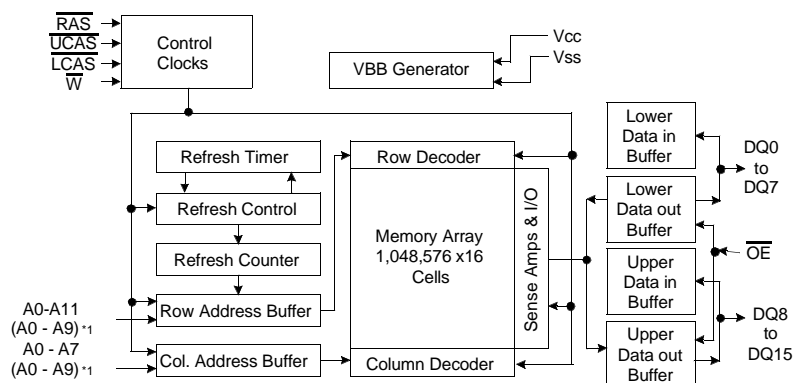 RAS
UCAS
LCAS
W
Control
Clocks
VBB Generator
Vcc
Vss
Refresh Timer
Refresh Control
Refresh Counter
Row Address Buffer
Col. Address Buffer
A0-A11
(A0 - A9) *1
A0 - A7
(A0 - A9) *1
Row Decoder
Memory Array
1,048,576 x16
Cells
Column Decoder
Sense Amps & I/O
Lower
Data in
Buffer
Lower
Data out
Buffer
Upper
Data in
Buffer
Upper
Data out
Buffer
DQ0
to
DQ7
OE
DQ8
to
DQ15